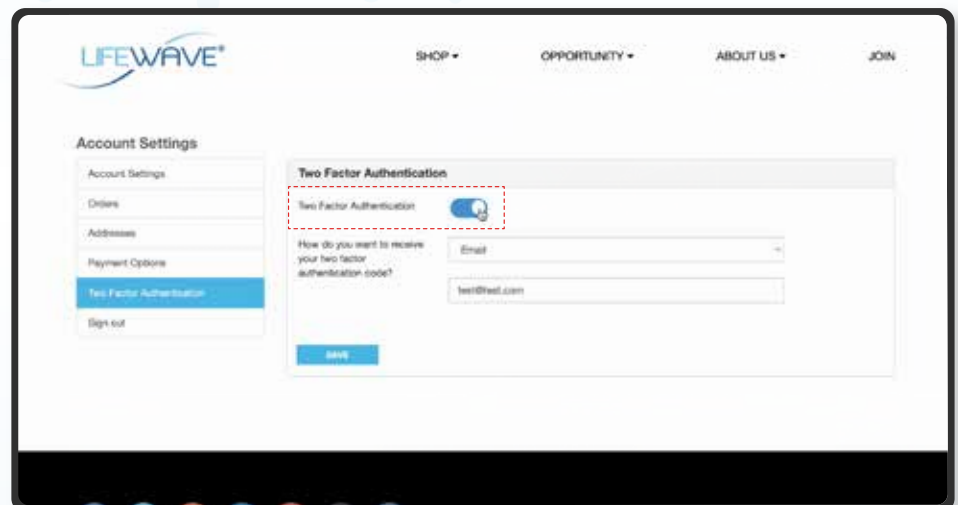 LIFEWAVE®
SHOP OPPORTUNITY ABOUT US JOIN
Account Settings
Account Settings
Orders
Addresses
Payment Options
Two Factor Authentication
Sign out
Two Factor Authentication
Two Factor Authentication
How do you want to receive
your two factor
authentication code?
Email
test@test.com
SAVE